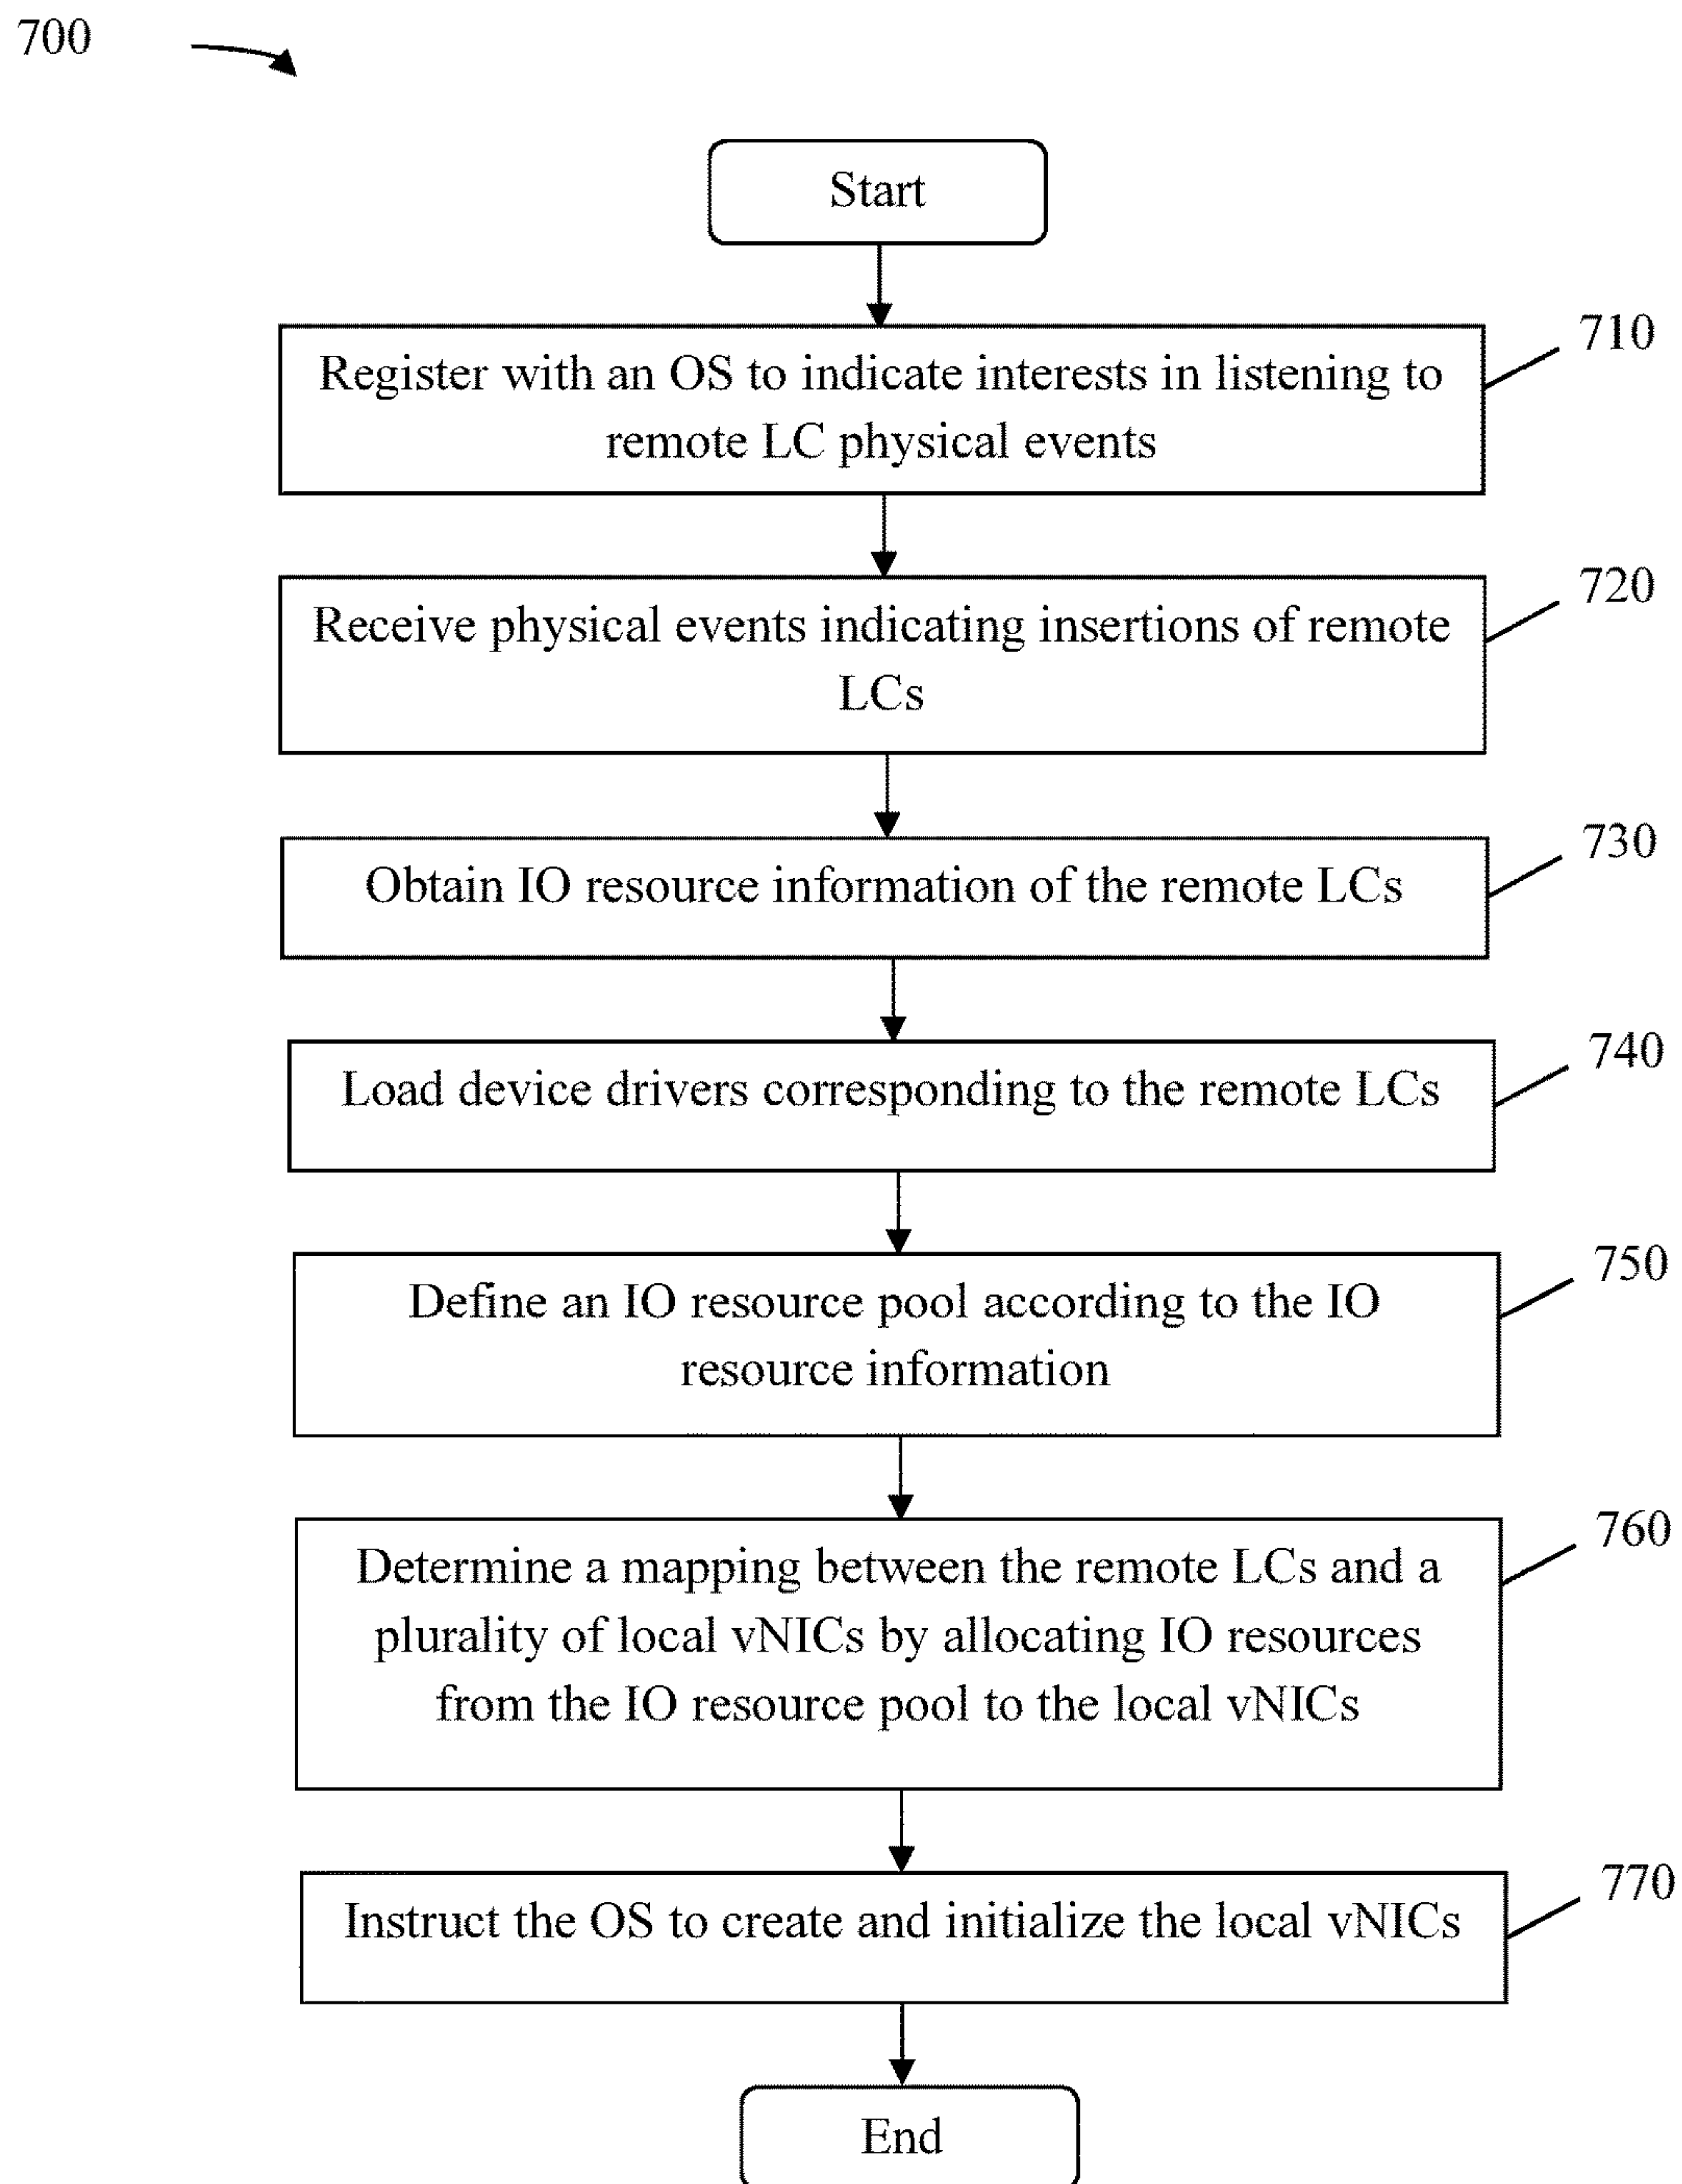 700
Start
710
Register with an OS to indicate interests in listening to
remote LC physical events
720
Receive physical events indicating insertions of remote
LCs
730
Obtain IO resource information of the remote LCs
740
Load device drivers corresponding to the remote LCs
750
Define an IO resource pool according to the IO
resource information
760
Determine a mapping between the remote LCs and a
plurality of local vNICs by allocating IO resources
from the IO resource pool to the local vNICs
770
Instruct the OS to create and initialize the local vNICs
End